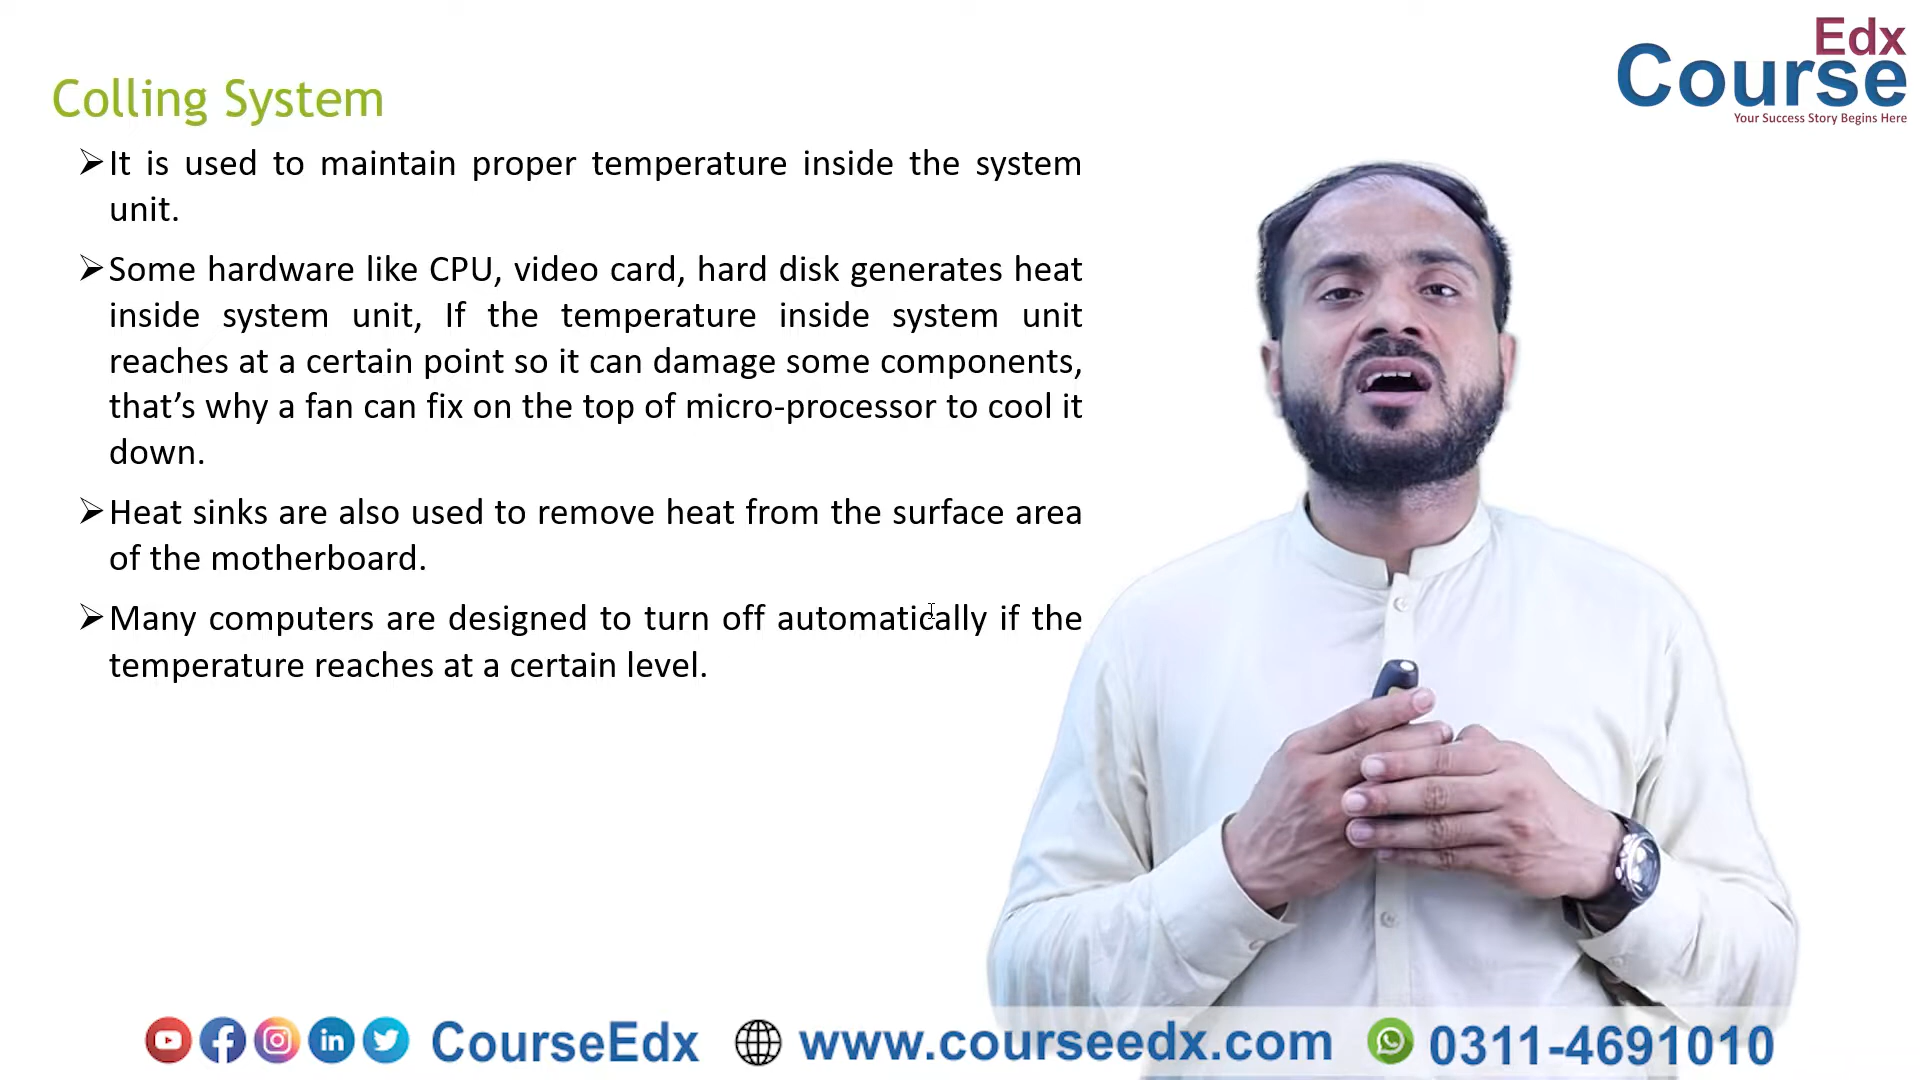 Edx
Course
Your Success Story Begins Here
Colling System
➢It is used to maintain proper temperature inside the system
unit.
➢Some hardware like CPU, video card, hard disk generates heat
inside system unit, If the temperature inside system unit
reaches at a certain point so it can damage some components,
that’s why a fan can fix on the top of micro-processor to cool it
down.
➢Heat sinks are also used to remove heat from the surface area
of the motherboard.
➢Many computers are designed to turn off automatically if the
temperature reaches at a certain level.
CourseEdx www.courseedx.com 0311-4691010